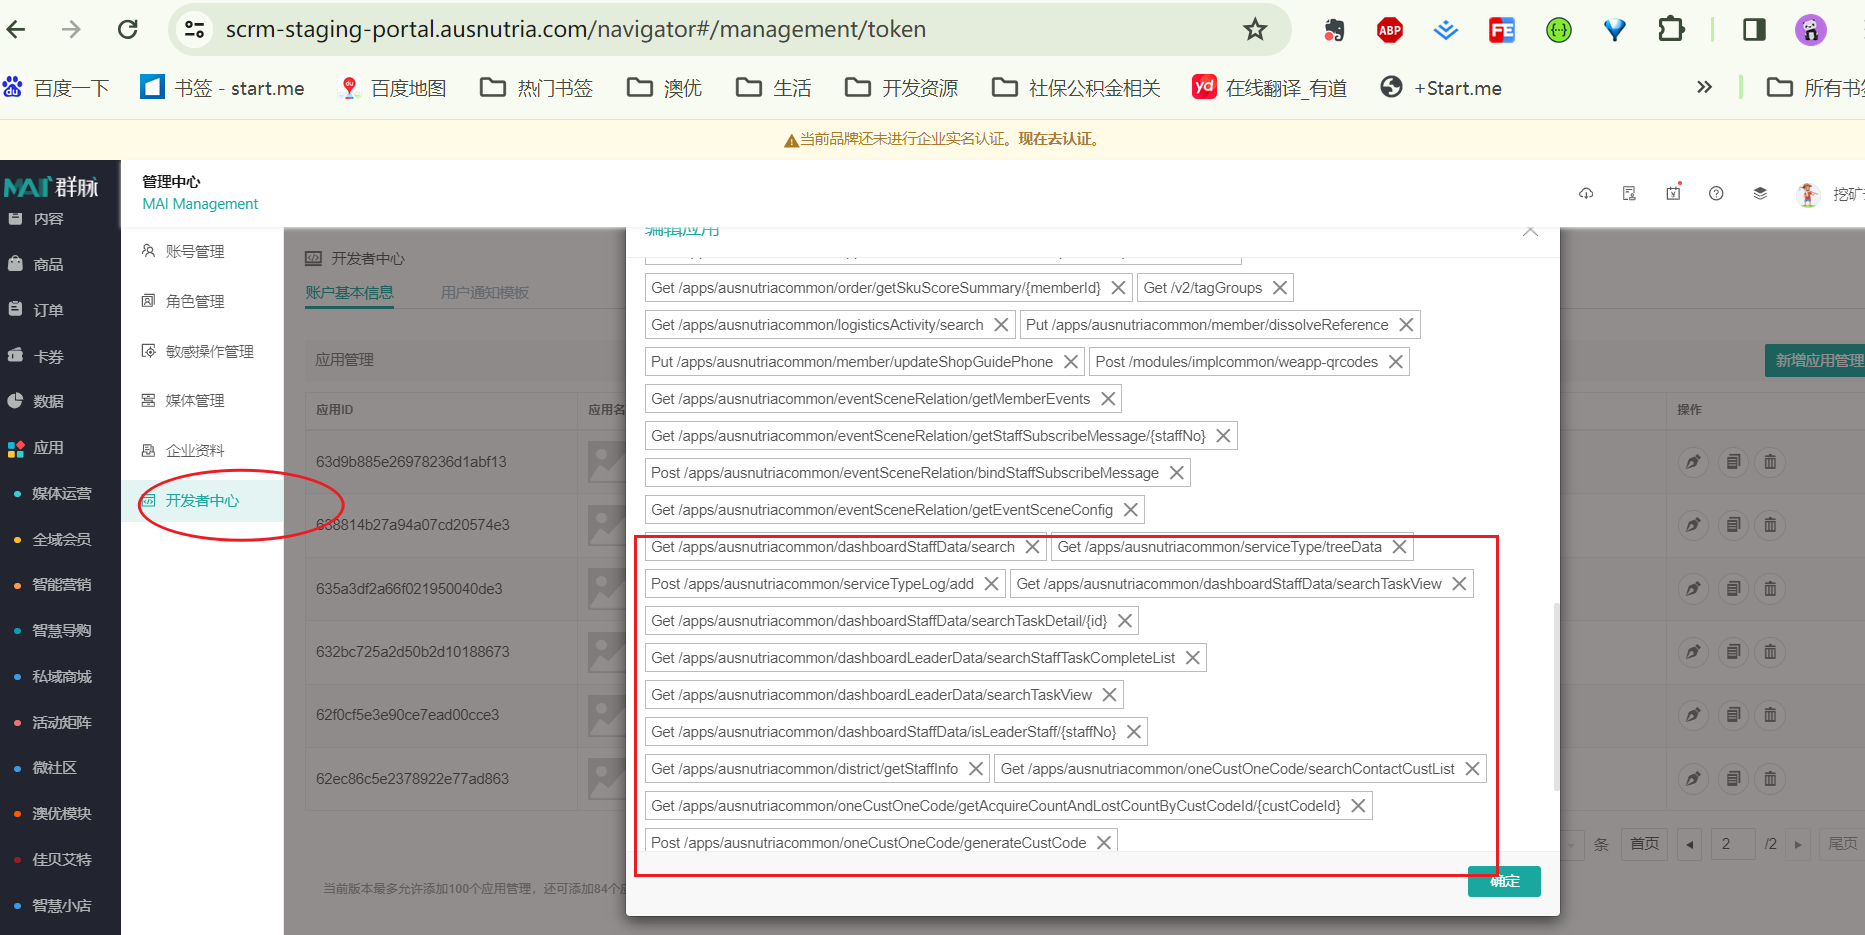 scrm-staging-portal.ausnutria.com/navigator#/management/token
ABP
FE
百度一下
书签 - start.me
百度地图
热门书签
澳优
生活
开发资源
社保公积金相关
yd
在线翻译_有道
+Start.me
»
所有书签
当前品牌还未进行企业实名认证。现在去认证。
MAI 群脉
管理中心
MAI Management
挖矿
内容
商品
订单
卡券
数据
应用
媒体运营
全域会员
智能营销
智慧导购
私域商城
活动矩阵
微社区
澳优模块
佳贝艾特
智慧小店
账号管理
角色管理
敏感操作管理
媒体管理
企业资料
开发者中心
开发者中心
账户基本信息
用户通知模板
应用管理
新增应用管理
应用ID
应用名
操作
63d9b885e26978236d1abf13
638814b27a94a07cd20574e3
635a3df2a66f021950040de3
632bc725a2d50b2d10188673
62f0cf5e3e90ce7ead00cce3
62ec86c5e2378922e77ad863
条
首页
2
/2
尾页
当前版本最多允许添加100个应用管理，还可添加84个应
编辑应用
Get /apps/ausnutriacommon/order/getSkuScoreSummary/{memberId}
Get /v2/tagGroups
Get /apps/ausnutriacommon/logisticsActivity/search
Put /apps/ausnutriacommon/member/dissolveReference
Put /apps/ausnutriacommon/member/updateShopGuidePhone
Post /modules/implcommon/weapp-qrcodes
Get /apps/ausnutriacommon/eventSceneRelation/getMemberEvents
Get /apps/ausnutriacommon/eventSceneRelation/getStaffSubscribeMessage/{staffNo}
Post /apps/ausnutriacommon/eventSceneRelation/bindStaffSubscribeMessage
Get /apps/ausnutriacommon/eventSceneRelation/getEventSceneConfig
Get /apps/ausnutriacommon/dashboardStaffData/search
Get /apps/ausnutriacommon/serviceType/treeData
Post /apps/ausnutriacommon/serviceTypeLog/add
Get /apps/ausnutriacommon/dashboardStaffData/searchTaskView
Get /apps/ausnutriacommon/dashboardStaffData/searchTaskDetail/{id}
Get /apps/ausnutriacommon/dashboardLeaderData/searchStaffTaskCompleteList
Get /apps/ausnutriacommon/dashboardLeaderData/searchTaskView
Get /apps/ausnutriacommon/dashboardStaffData/isLeaderStaff/{staffNo}
Get /apps/ausnutriacommon/district/getStaffInfo
Get /apps/ausnutriacommon/oneCustOneCode/searchContactCustList
Get /apps/ausnutriacommon/oneCustOneCode/getAcquireCountAndLostCountByCustCodeId/{custCodeId}
Post /apps/ausnutriacommon/oneCustOneCode/generateCustCode
确定